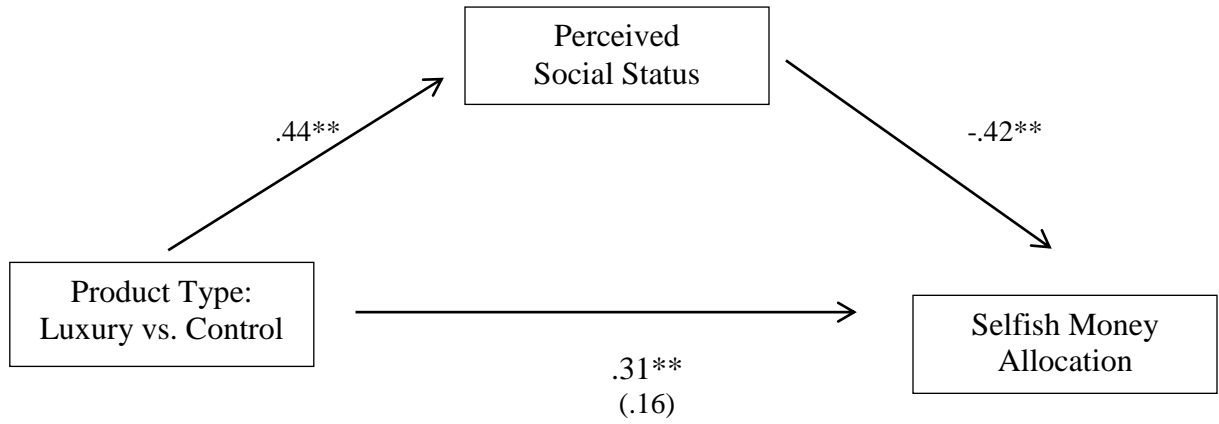 Perceived
Social Status
.44**
-.42**
Product Type:
Luxury vs. Control
Selfish Money
Allocation
.31**
(.16)